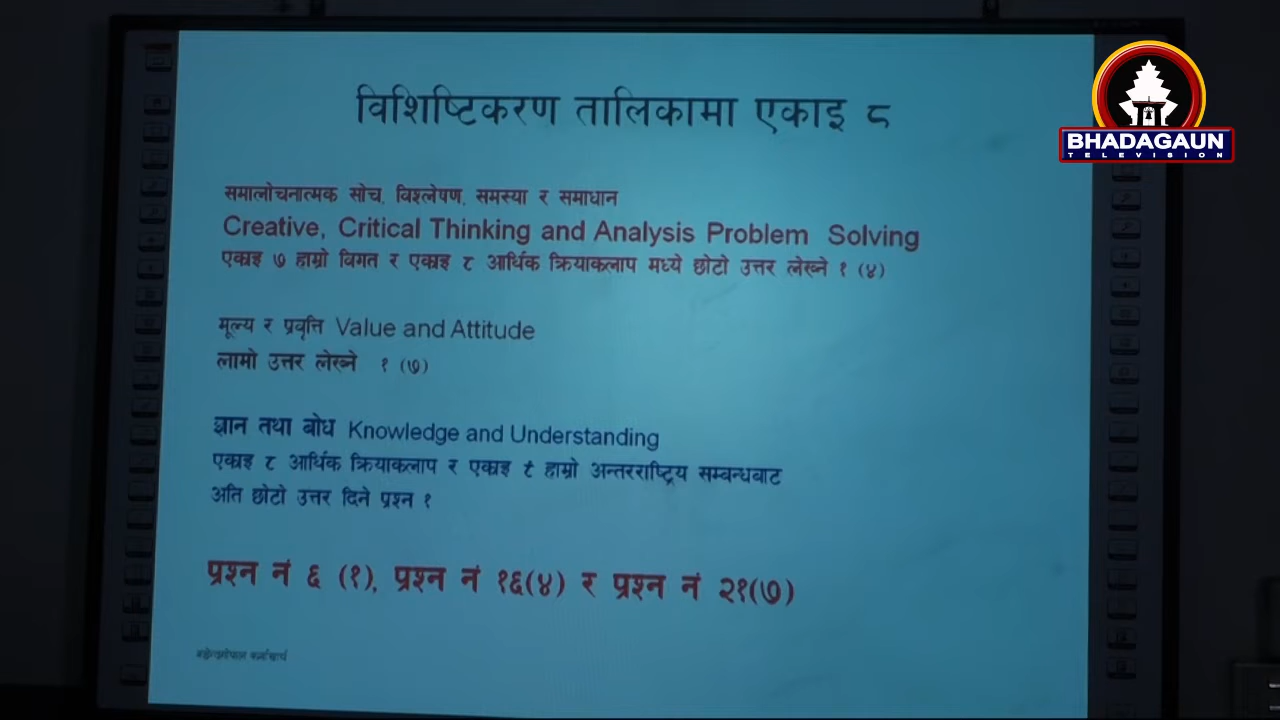 विशिष्टिकरण तालिकामा एकाइ ८
BHADAGAUN
TELEVISION
समालोचनात्मक सोच, विश्लेषण, समस्या र समाधान
Creative, Critical Thinking and Analysis Problem Solving
एकाइ ७ हाम्रो विगत र एकाइ ८ आर्थिक क्रियाकलाप मध्ये छोटो उत्तर लेख्ने १ (४)
मूल्य र प्रवृत्ति Value and Attitude
लामो उत्तर लेख्ने १ (७)
ज्ञान तथा बोध Knowledge and Understanding
एकाइ ८ आर्थिक क्रियाकलाप र एकाइ ९ हाम्रो अन्तरराष्ट्रिय सम्बन्धबाट
अति छोटो उत्तर दिने प्रश्न १
प्रश्न नं ६ (१), प्रश्न नं १६(४) र प्रश्न नं २१(७)